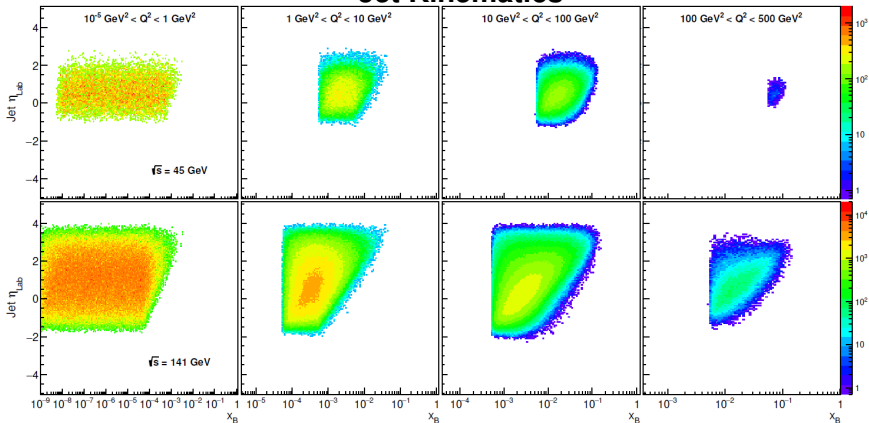 Jet Kinematics
10⁻⁵ GeV² < Q² < 1 GeV²
1 GeV² < Q² < 10 GeV²
10 GeV² < Q² < 100 GeV²
100 GeV² < Q² < 500 GeV²
Jet η_Lab
4
2
0
−2
−4
√s = 45 GeV
10³
10²
10
1
Jet η_Lab
4
2
0
−2
−4
√s = 141 GeV
10⁴
10³
10²
10
1
10⁻⁹ 10⁻⁸ 10⁻⁷ 10⁻⁶ 10⁻⁵ 10⁻⁴ 10⁻³ 10⁻² 10⁻¹ 1
x_B
10⁻⁵ 10⁻⁴ 10⁻³ 10⁻² 10⁻¹ 1
x_B
10⁻⁴ 10⁻³ 10⁻² 10⁻¹ 1
x_B
10⁻³ 10⁻² 10⁻¹ 1
x_B